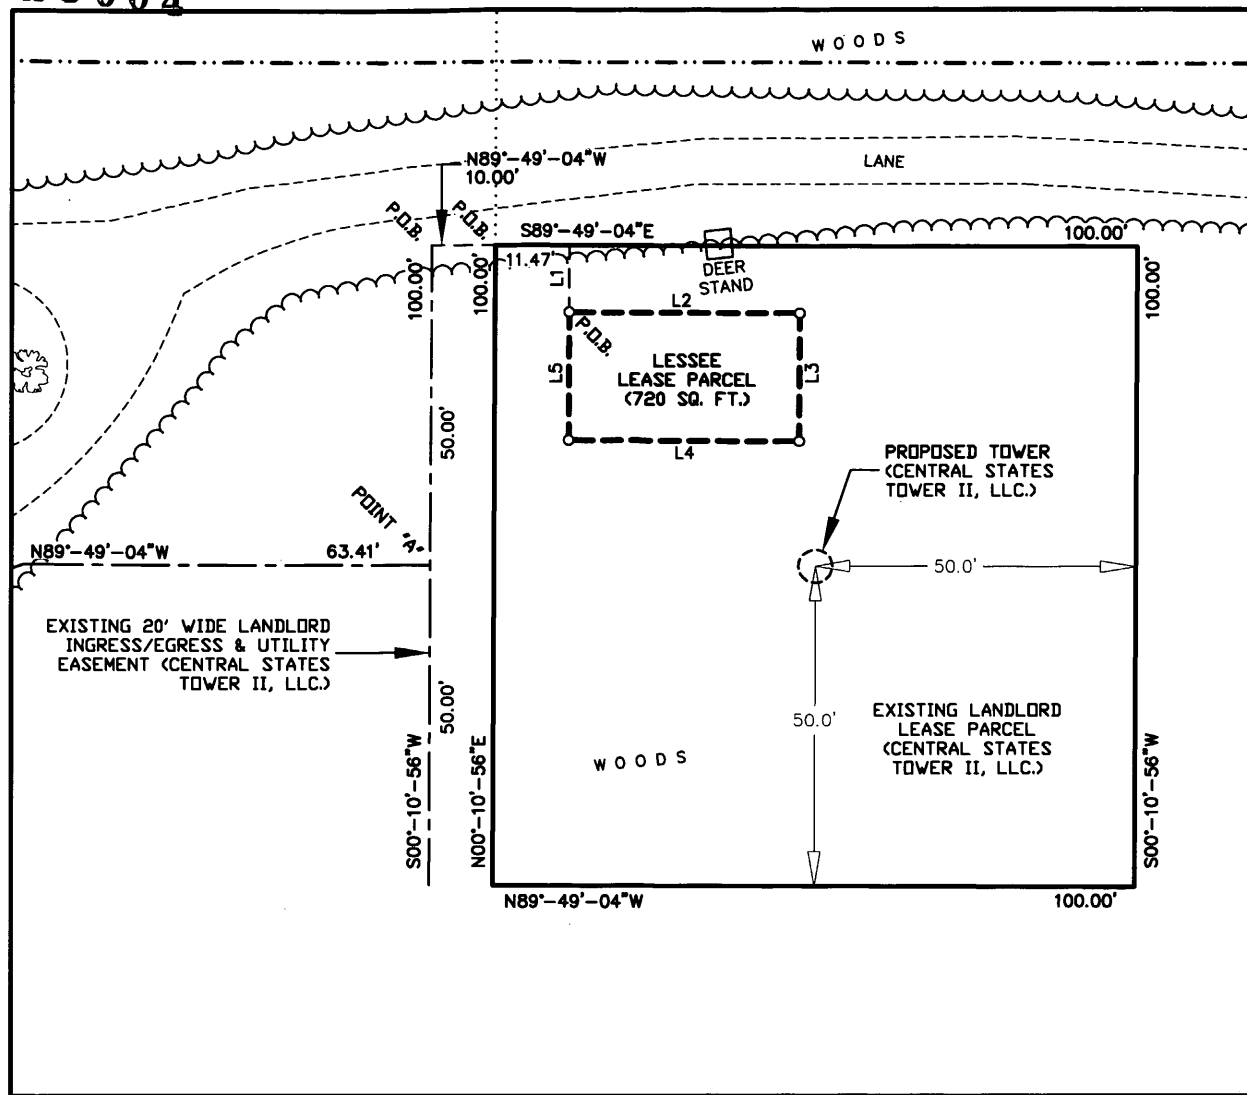 WOODS
N89°-49'-04"W
10.00'
LANE
P.O.B.
P.O.B.
S89°-49'-04"E
100.00'
11.47'
DEER
STAND
100.00'
100.00'
100.00'
L1
L2
P.O.B.
L5
LESSEE
LEASE PARCEL
(720 SQ. FT.)
L3
L4
50.00'
PROPOSED TOWER
(CENTRAL STATES
TOWER II, LLC.)
POINT "A"
N89°-49'-04"W
63.41'
50.0'
EXISTING 20' WIDE LANDLORD
INGRESS/EGRESS & UTILITY
EASEMENT (CENTRAL STATES
TOWER II, LLC.)
50.00'
50.0'
EXISTING LANDLORD
LEASE PARCEL
(CENTRAL STATES
TOWER II, LLC.)
WOODS
S00°-10'-56"W
N00°-10'-56"E
S00°-10'-56"W
N89°-49'-04"W
100.00'